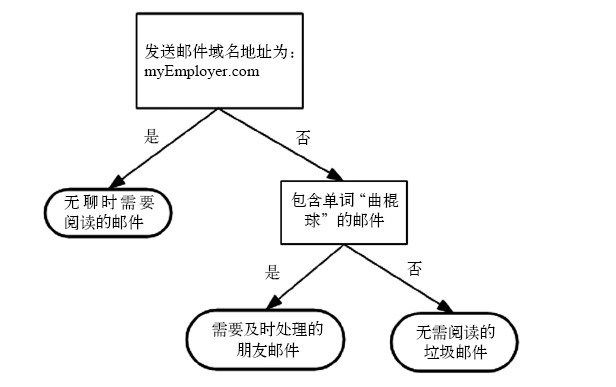 发送邮件域名地址为：
myEmployer.com
是
否
无聊时需要
阅读的邮件
包含单词“曲棍
球”的邮件
是
否
需要及时处理的
朋友邮件
无需阅读的
垃圾邮件